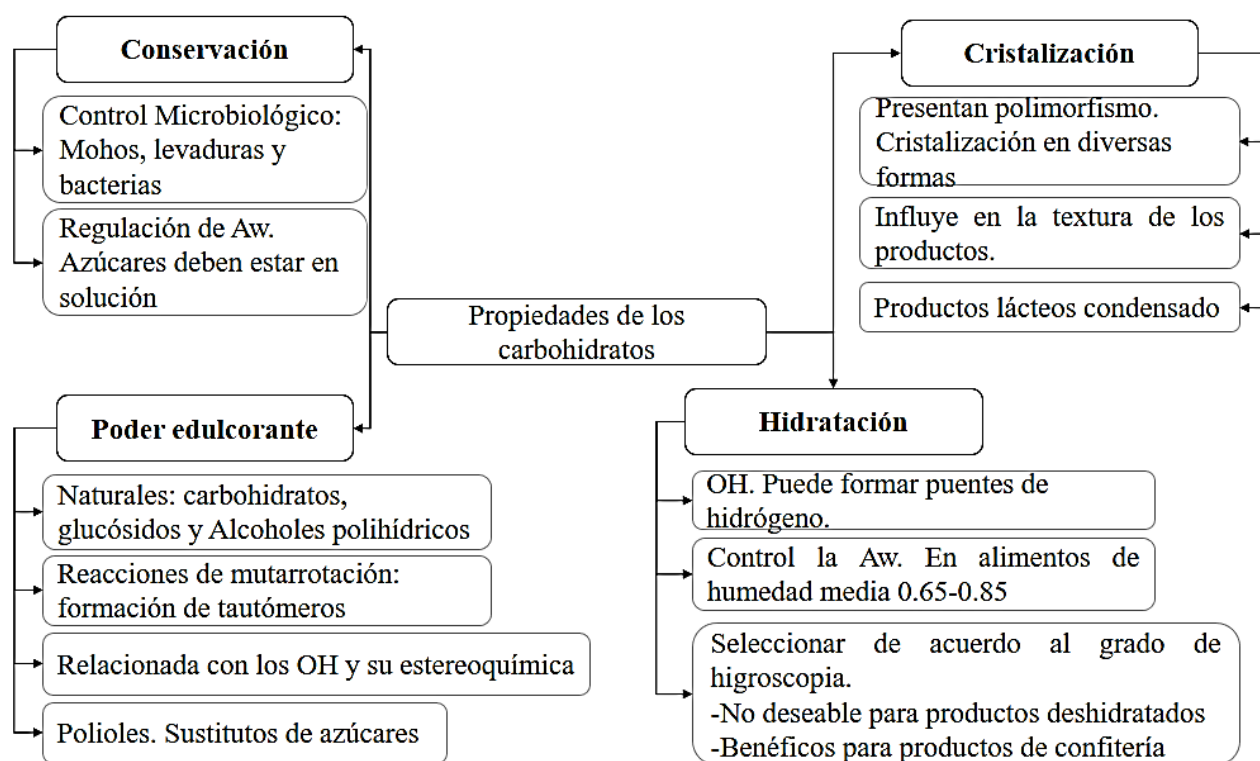 Conservación
Control Microbiológico:
Mohos, levaduras y
bacterias
Regulación de Aw.
Azúcares deben estar en
solución
Cristalización
Presentan polimorfismo.
Cristalización en diversas
formas
Influye en la textura de los
productos.
Productos lácteos condensado
Propiedades de los
carbohidratos
Poder edulcorante
Naturales: carbohidratos,
glucósidos y Alcoholes polihídricos
Reacciones de mutarrotación:
formación de tautómeros
Relacionada con los OH y su estereoquímica
Polioles. Sustitutos de azúcares
Hidratación
OH. Puede formar puentes de
hidrógeno.
Control la Aw. En alimentos de
humedad media 0.65-0.85
Seleccionar de acuerdo al grado de
higroscopia.
-No deseable para productos deshidratados
-Benéficos para productos de confitería